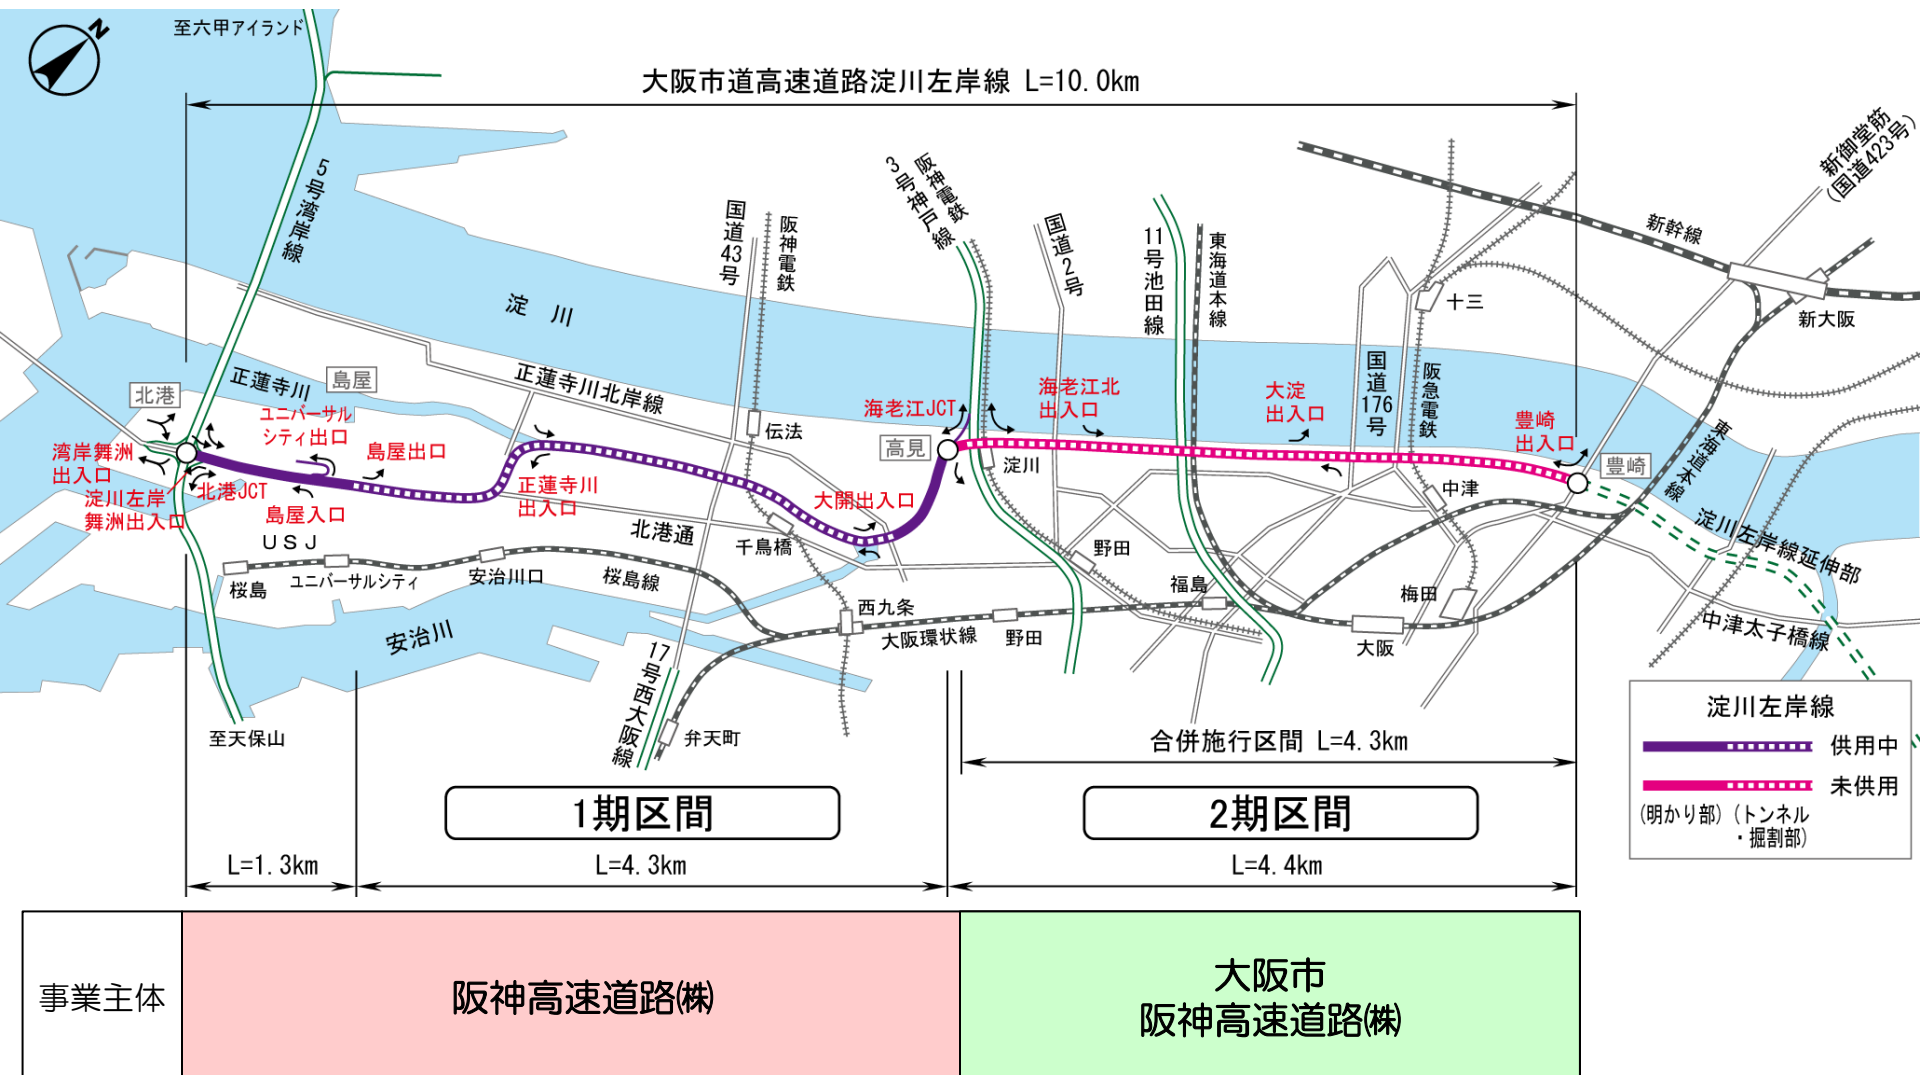 N
至六甲アイランド
大阪市道高速道路淀川左岸線 L=10.0km
5号湾岸線
国道43号
阪神電鉄
3号神戸線
阪神電鉄
国道2号
11号池田線
東海道本線
新御堂筋
(国道423号)
新幹線
新大阪
十三
淀 川
正蓮寺川
島屋
北港
正蓮寺川北岸線
伝法
ユニバーサル
シティ出口
島屋出口
湾岸舞洲
出入口
淀川左岸
舞洲出入口
北港JCT
島屋入口
正蓮寺川
出入口
大開出入口
海老江JCT
高見
淀川
海老江北
出入口
大淀
出入口
国道176号
阪急電鉄
豊崎
出入口
豊崎
東海道本線
中津
淀川左岸線延伸部
中津太子橋線
USJ
桜島
ユニバーサルシティ
安治川口
桜島線
北港通
千鳥橋
西九条
大阪環状線
野田
野田
福島
大阪
梅田
安治川
至天保山
17号西大阪線
弁天町
合併施行区間 L=4.3km
1期区間
2期区間
L=1.3km
L=4.3km
L=4.4km
淀川左岸線
供用中
未供用
(明かり部)
(トンネル
・掘割部)
事業主体
阪神高速道路㈱
大阪市
阪神高速道路㈱